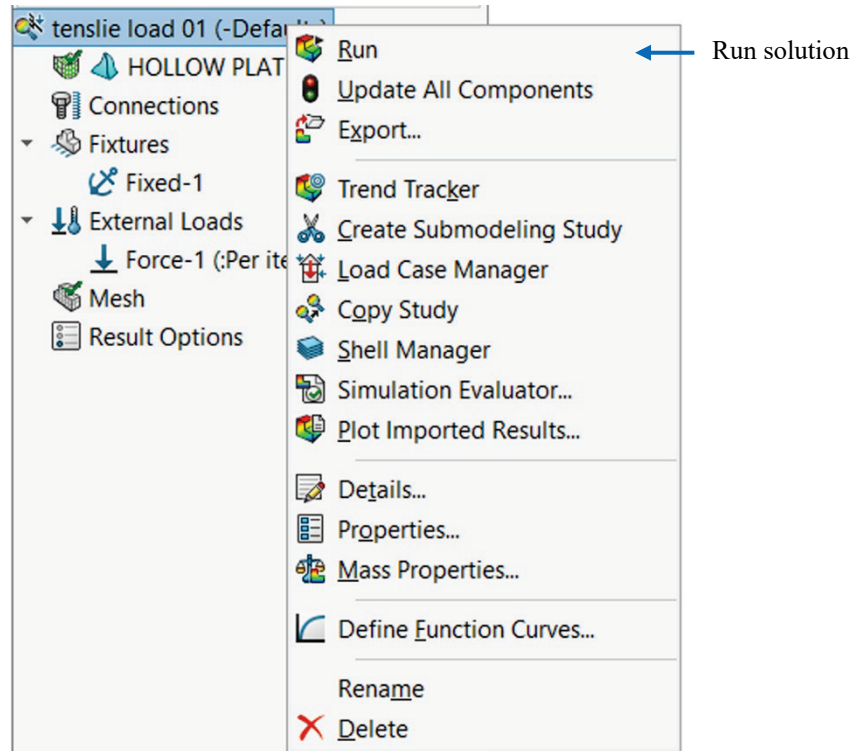 tenslie load 01 (-Defau
HOLLOW PLAT
Connections
Fixtures
Fixed-1
External Loads
Force-1 (:Per ite
Mesh
Result Options
Run
Update All Components
Export...
Trend Tracker
Create Submodeling Study
Load Case Manager
Copy Study
Shell Manager
Simulation Evaluator...
Plot Imported Results...
Details...
Properties...
Mass Properties...
Define Function Curves...
Rename
Delete
Run solution